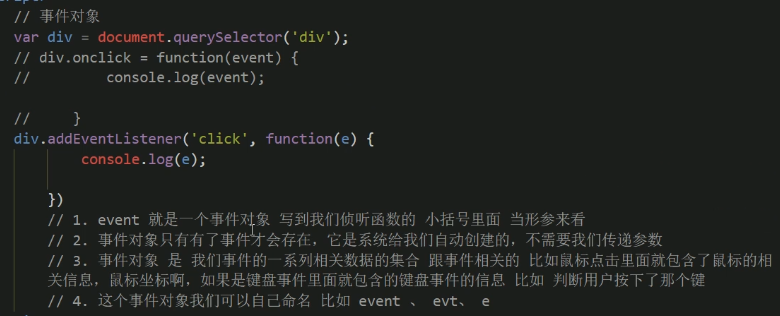 // 事件对象
var div = document.querySelector('div');
// div.onclick = function(event) {
//         console.log(event);
//     }
div.addEventListener('click', function(e) {
console.log(e);
})
// 1. event 就是一个事件对象 写到我们侦听函数的 小括号里面 当形参来看
// 2. 事件对象只有有了事件才会存在，它是系统给我们自动创建的，不需要我们传递参数
// 3. 事件对象 是 我们事件的一系列相关数据的集合 跟事件相关的 比如鼠标点击里面就包含了鼠标的相
关信息，鼠标坐标啊，如果是键盘事件里面就包含的键盘事件的信息 比如 判断用户按下了那个键
// 4. 这个事件对象我们可以自己命名 比如 event 、 evt、 e